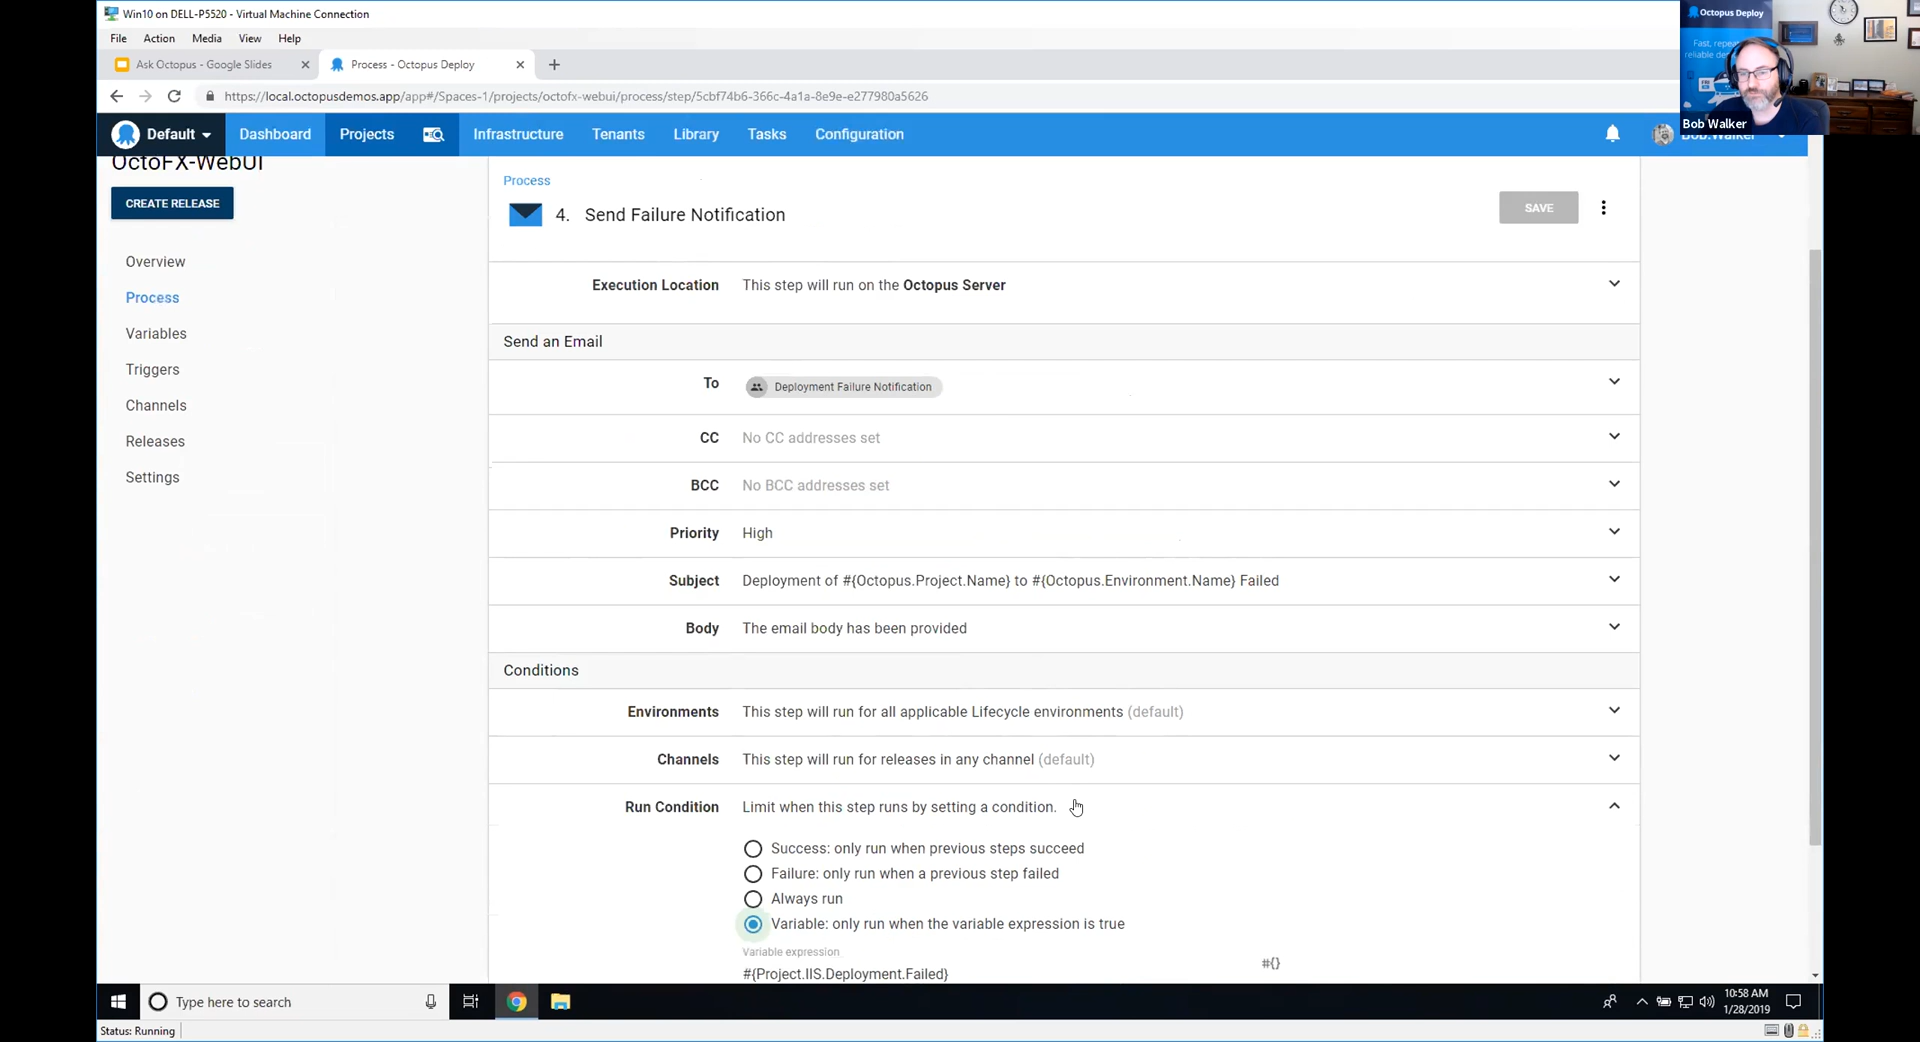 Win10 on DELL-P5520 - Virtual Machine Connection
File Action Media View Help
Ask Octopus - Google Slides
Process - Octopus Deploy
https://local.octopusdemos.app/app#/Spaces-1/projects/octofx-webui/process/step/5cbf74b6-366c-4a1a-8e9e-e277980a5626
Default Dashboard Projects Infrastructure Tenants Library Tasks Configuration
Octopus Deploy
Fast,
reliable
Bob Walker
Bob.Walker
OctoFX-WebUI
CREATE RELEASE
Overview
Process
Variables
Triggers
Channels
Releases
Settings
Process
4. Send Failure Notification
SAVE
Execution Location This step will run on the Octopus Server
Send an Email
To Deployment Failure Notification
CC No CC addresses set
BCC No BCC addresses set
Priority High
Subject Deployment of #{Octopus.Project.Name} to #{Octopus.Environment.Name} Failed
Body The email body has been provided
Conditions
Environments This step will run for all applicable Lifecycle environments (default)
Channels This step will run for releases in any channel (default)
Run Condition Limit when this step runs by setting a condition.
Success: only run when previous steps succeed
Failure: only run when a previous step failed
Always run
Variable: only run when the variable expression is true
Variable expression
#{Project.IIS.Deployment.Failed}
#{}
Type here to search
10:58 AM
1/28/2019
Status: Running